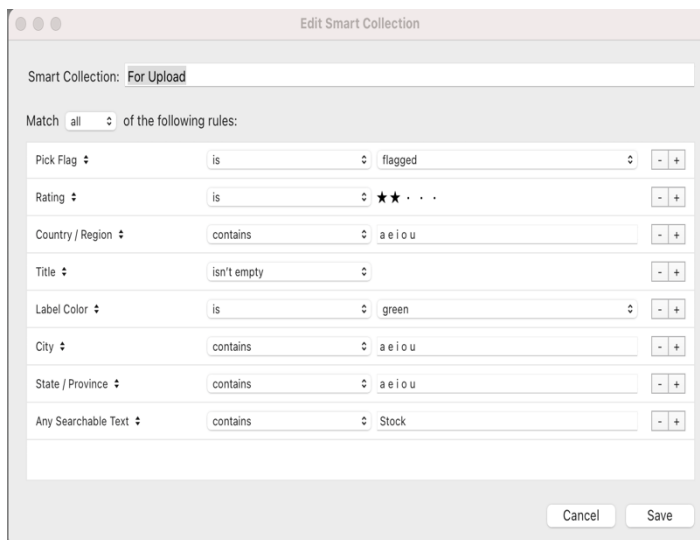 Edit Smart Collection
Smart Collection: For Upload
Match all of the following rules:
Pick Flag is flagged - +
Rating is ★★ · · · - +
Country / Region contains a e i o u - +
Title isn't empty - +
Label Color is green - +
City contains a e i o u - +
State / Province contains a e i o u - +
Any Searchable Text contains Stock - +
Cancel Save